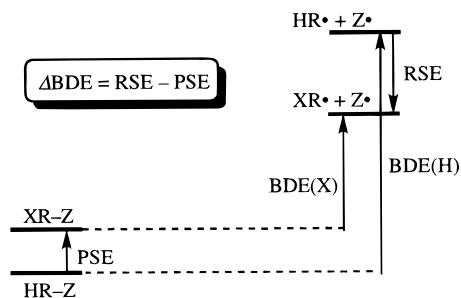 HR• + Z•
RSE
ΔBDE = RSE – PSE
XR• + Z•
BDE(H)
BDE(X)
XR–Z
PSE
HR–Z